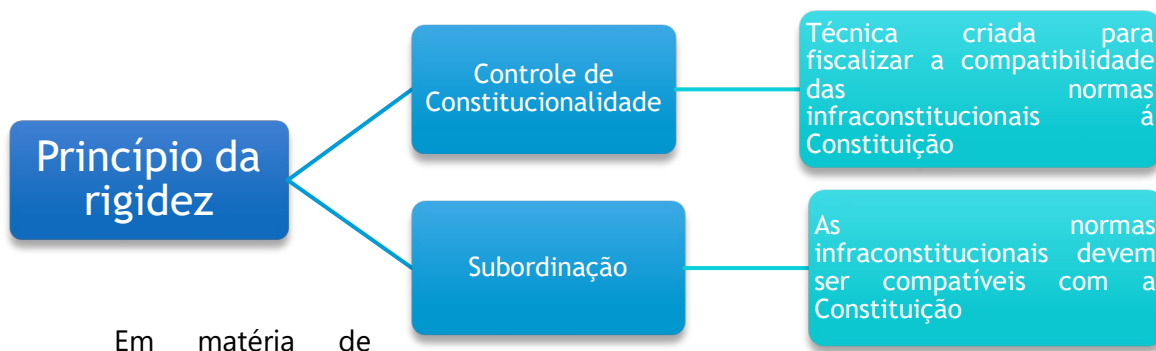 Princípio da
rigidez
Controle de
Constitucionalidade
Técnica criada para
fiscalizar a compatibilidade
das normas
infraconstitucionais á
Constituição
Subordinação
As normas
infraconstitucionais devem
ser compatíveis com a
Constituição
Em matéria de